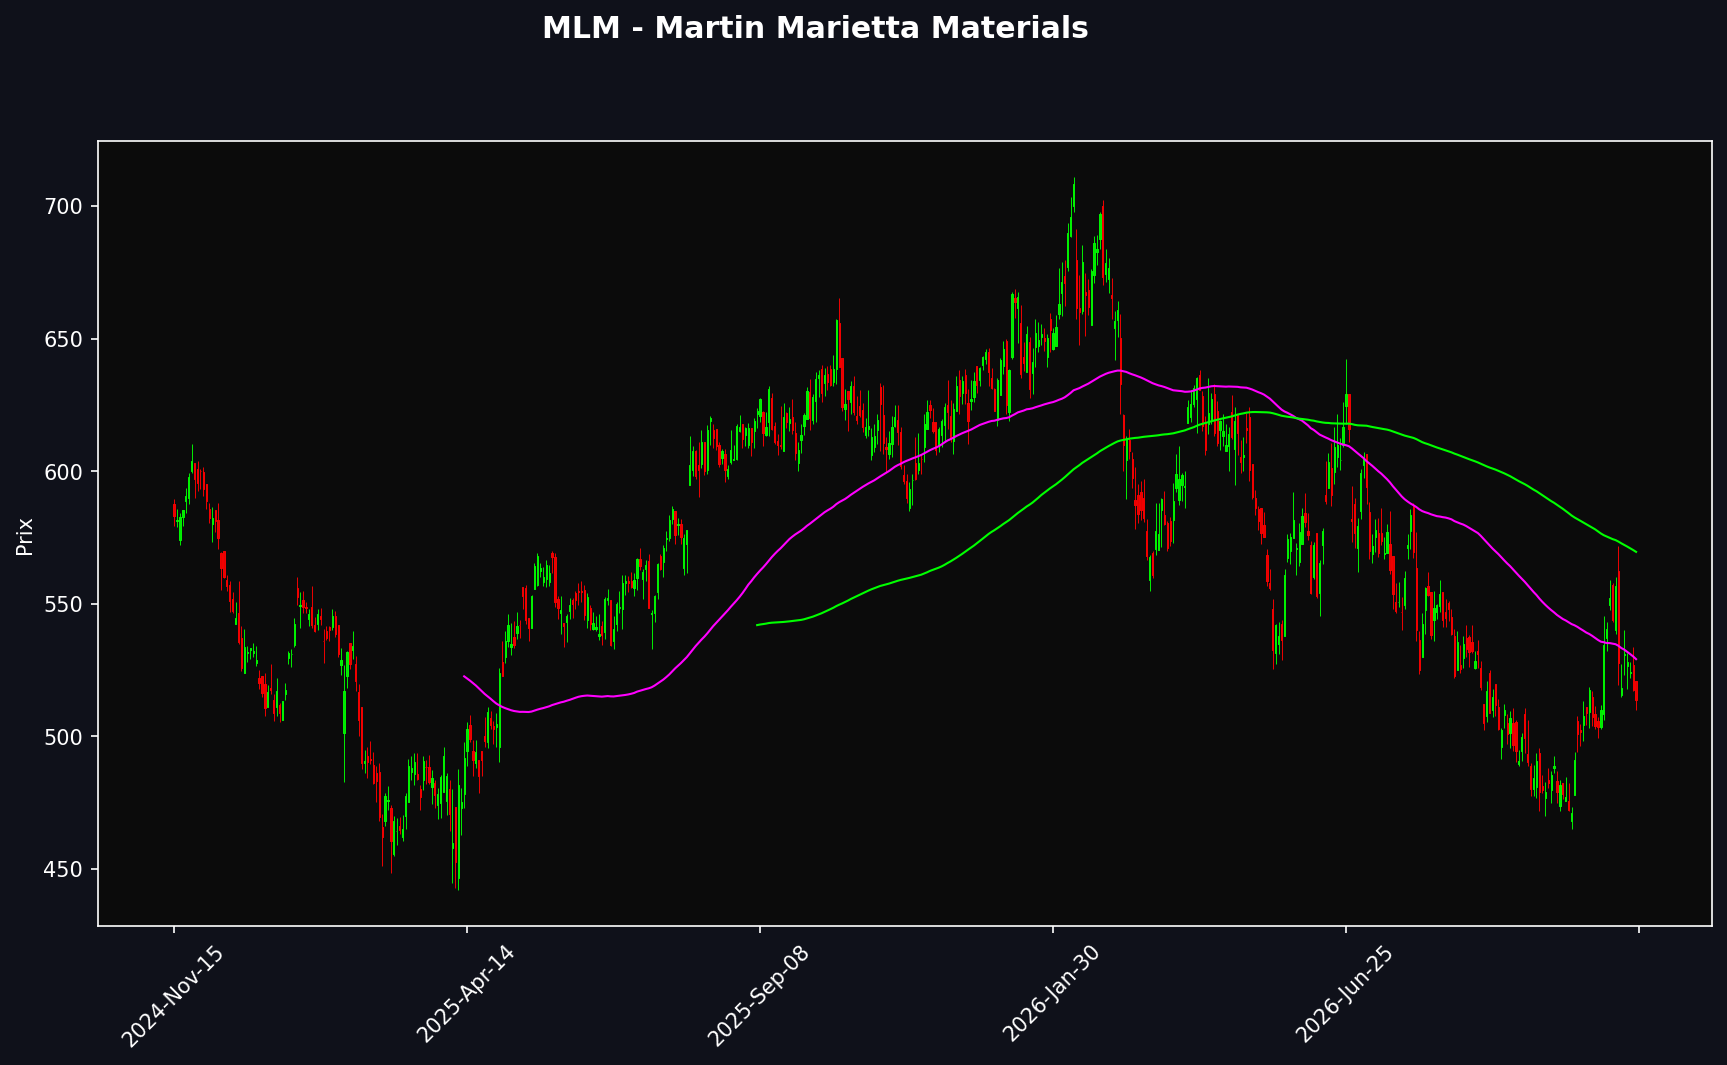 MLM - Martin Marietta Materials
Prix
700
650
600
550
500
450
2024-Nov-15
2025-Apr-14
2025-Sep-08
2026-Jan-30
2026-Jun-25